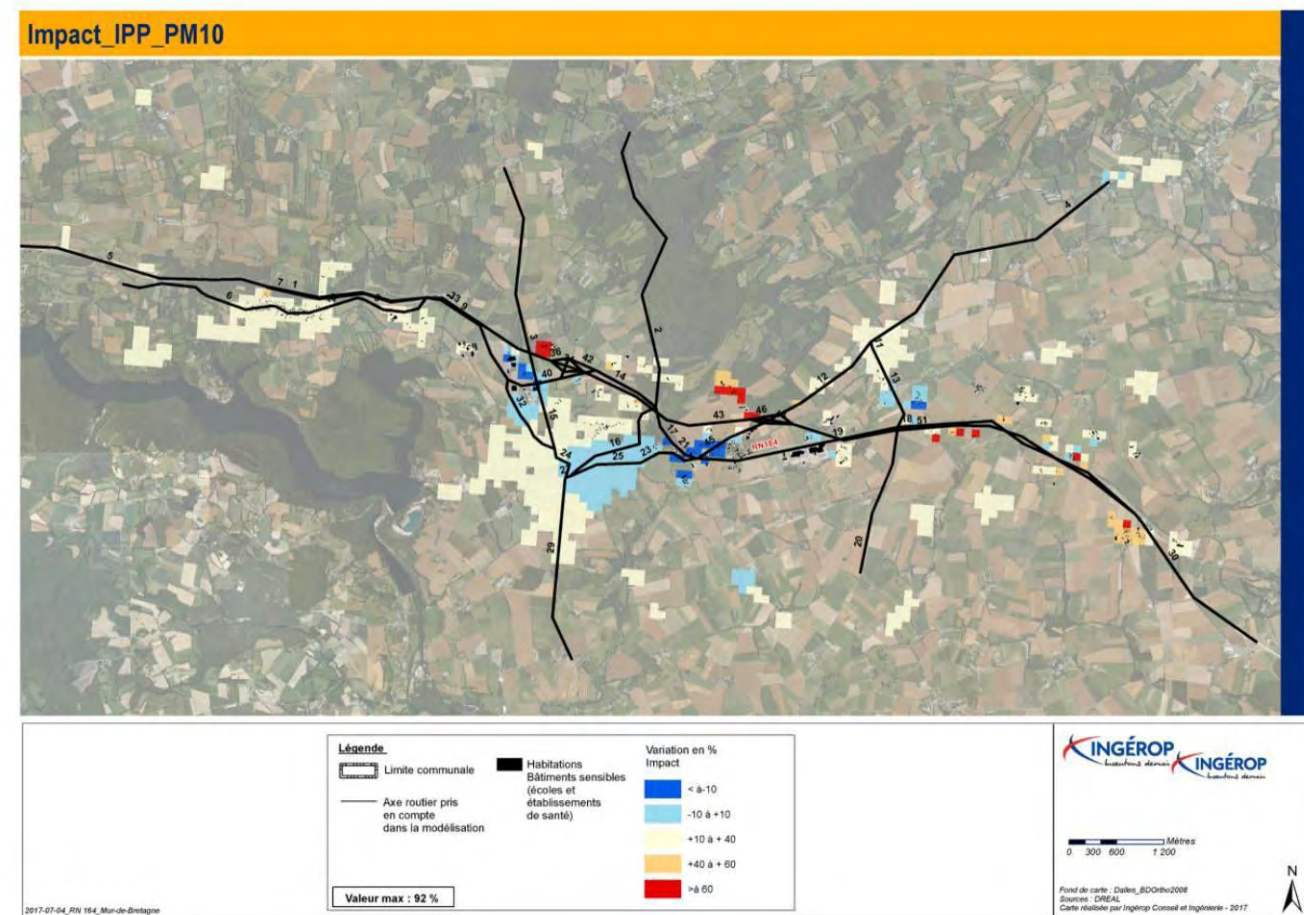 Impact_IPP_PM10
4
5
7
1
6
33
9
3
2
36
42
14
40
32
15
11
12
13
43
46
17
21
16
25
23
24
18
51
19
RN164
29
20
30
Légende
Limite communale
Axe routier pris
en compte
dans la modélisation
Habitations
Bâtiments sensibles
(écoles et
établissements
de santé)
Valeur max : 92 %
Variation en %
Impact
< à-10
-10 à +10
+10 à + 40
+40 à + 60
>à 60
INGÉROP
Inventons demain
INGÉROP
Inventons demain
Mètres
0 300 600 1 200
N
Fond de carte : Dalles_BDOrtho2008
Sources : DREAL
Carte réalisée par Ingérop Conseil et Ingénierie - 2017
2017-07-04_RN 164_Mur-de-Bretagne